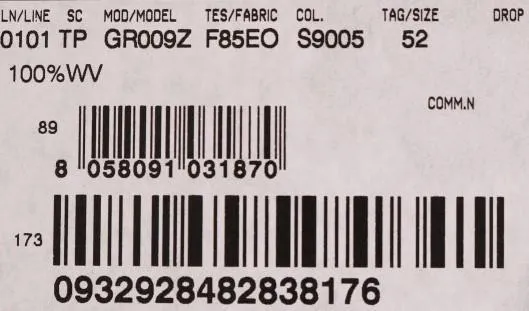 LN/LINE SC MOD/MODEL TES/FABRIC COL. TAG/SIZE DROP
0101 TP GR009Z F85EO S9005 52
100%WV
COMM.N
89
8 058091 031870
173
0932928482838176